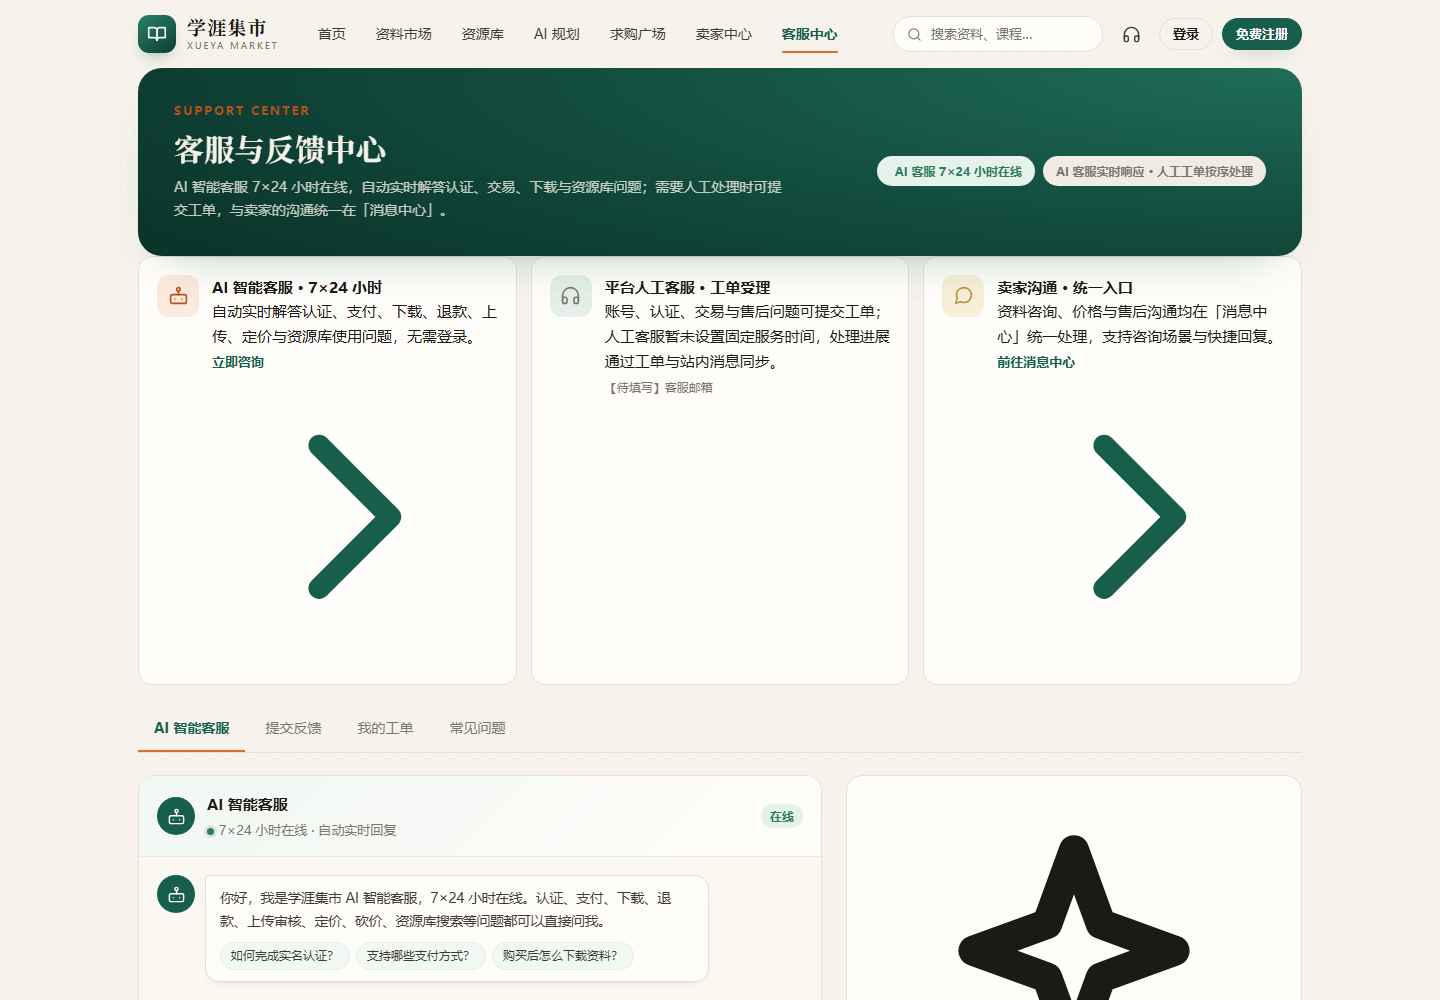 学涯集市
XUEYA MARKET
首页
资料市场
资源库
AI 规划
求购广场
卖家中心
客服中心
搜索资料、课程...
登录
免费注册
SUPPORT CENTER
客服与反馈中心
AI 智能客服 7×24 小时在线，自动实时解答认证、交易、下载与资源库问题；需要人工处理时可提
交工单，与卖家的沟通统一在「消息中心」。
AI 客服 7×24 小时在线
AI 客服实时响应 • 人工工单按序处理
AI 智能客服 • 7×24 小时
自动实时解答认证、支付、下载、退款、上
传、定价与资源库使用问题，无需登录。
立即咨询
平台人工客服 • 工单受理
账号、认证、交易与售后问题可提交工单；
人工客服暂未设置固定服务时间，处理进展
通过工单与站内消息同步。
【待填写】客服邮箱
卖家沟通 • 统一入口
资料咨询、价格与售后沟通均在「消息中
心」统一处理，支持咨询场景与快捷回复。
前往消息中心
AI 智能客服
提交反馈
我的工单
常见问题
AI 智能客服
7×24 小时在线 · 自动实时回复
在线
你好，我是学涯集市 AI 智能客服，7×24 小时在线。认证、支付、下载、退
款、上传审核、定价、砍价、资源库搜索等问题都可以直接问我。
如何完成实名认证？
支持哪些支付方式？
购买后怎么下载资料？